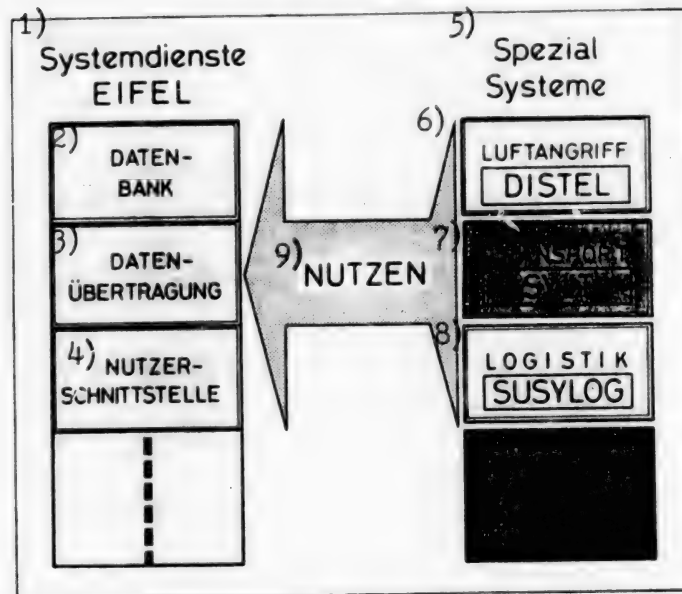 1)
Systemdienste
EIFEL
2) DATEN-
BANK
3) DATEN-
ÜBERTRAGUNG
4) NUTZER-
SCHNITTSTELLE
9) NUTZEN
5) Spezial
Systeme
6) LUFTANGRIFF
DISTEL
7)
8) LOGISTIK
SUSYLOG